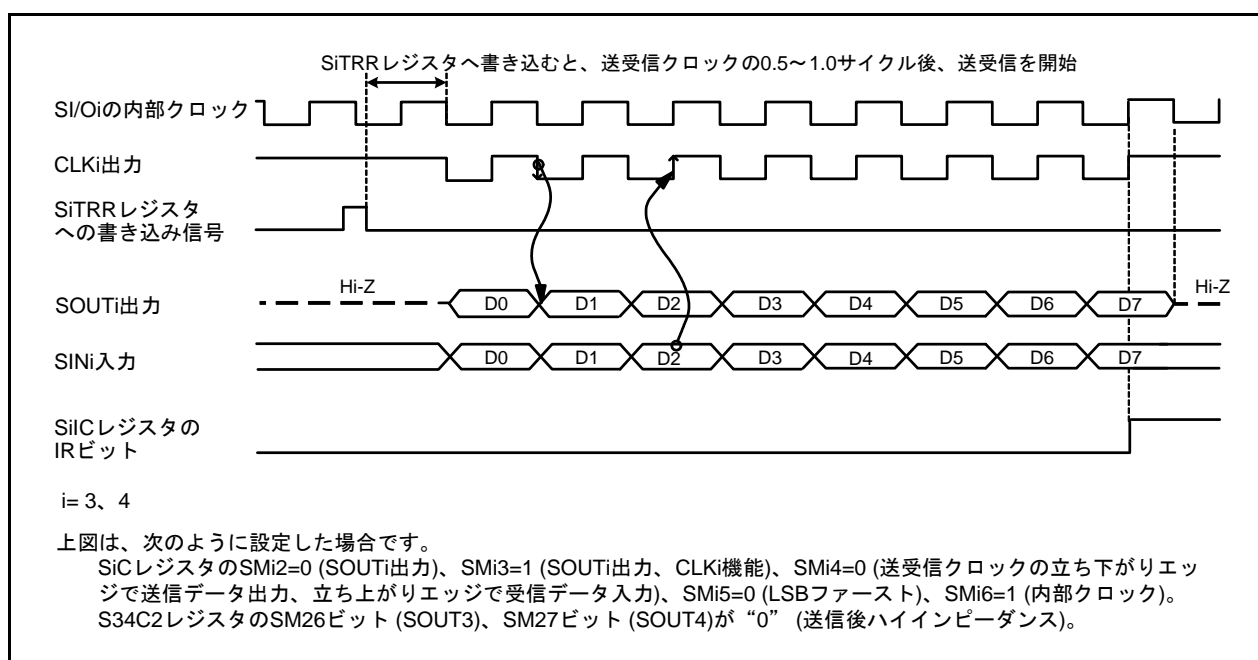 SiTRRレジスタへ書き込むと、送受信クロックの0.5～1.0サイクル後、送受信を開始
SI/Oiの内部クロック
CLKi出力
SiTRRレジスタ
への書き込み信号
Hi-Z
Hi-Z
SOUTi出力
D0 D1 D2 D3 D4 D5 D6 D7
SINi入力
D0 D1 D2 D3 D4 D5 D6 D7
SiICレジスタの
IRビット
i= 3、4
上図は、次のように設定した場合です。
SiCレジスタのSMi2=0 (SOUTi出力)、SMi3=1 (SOUTi出力、CLKi機能)、SMi4=0 (送受信クロックの立ち下がりエッ
ジで送信データ出力、立ち上がりエッジで受信データ入力)、SMi5=0 (LSBファースト)、SMi6=1 (内部クロック)。
S34C2レジスタのSM26ビット (SOUT3)、SM27ビット (SOUT4)が“0” (送信後ハイインピーダンス)。